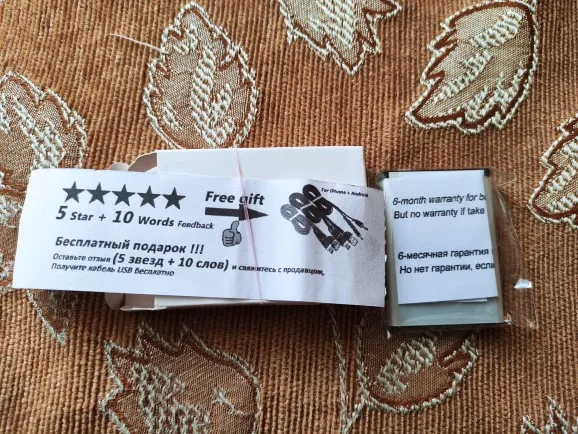 Free gift
For iPhone + Android
5 Star + 10 Words Feedback
Бесплатный подарок !!!
Оставьте отзыв (5 звезд + 10 слов) и свяжитесь с продавцом,
Получите кабель USB бесплатно
6-month warranty for
But no warranty if take
6-месячная гарантия
Но нет гарантии, если